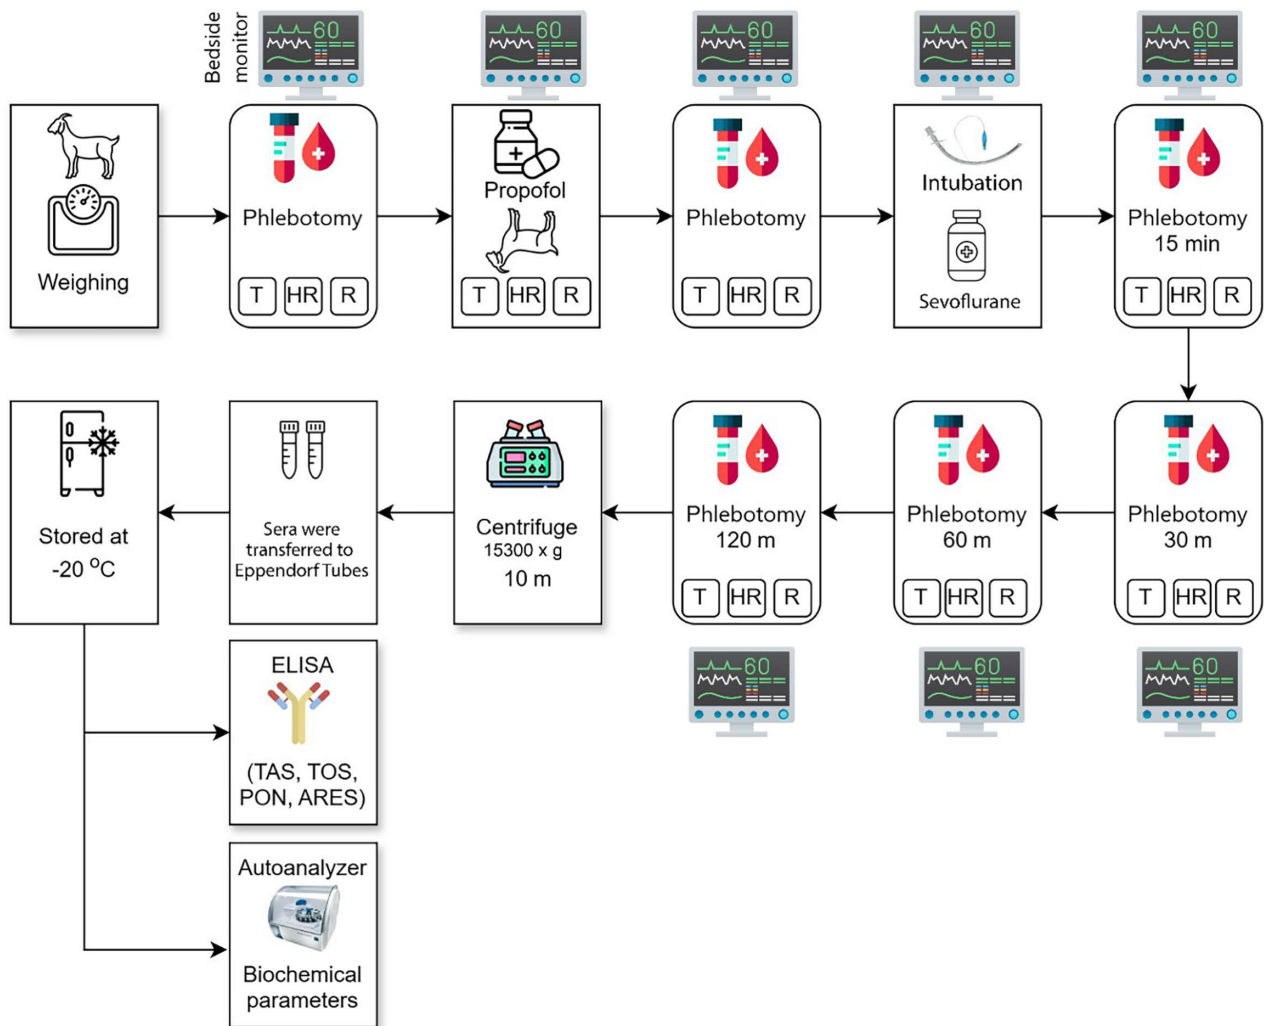 Bedside
monitor
60
60
60
60
60
Weighing
Phlebotomy
T HR R
Propofol
T HR R
Phlebotomy
T HR R
Intubation
Sevoflurane
Phlebotomy
15 min
T HR R
Phlebotomy
30 m
T HR R
Phlebotomy
60 m
T HR R
Phlebotomy
120 m
T HR R
60
60
60
Centrifuge
15300 x g
10 m
Sera were
transferred to
Eppendorf Tubes
Stored at
-20 °C
ELISA
(TAS, TOS,
PON, ARES)
Autoanalyzer
Biochemical
parameters